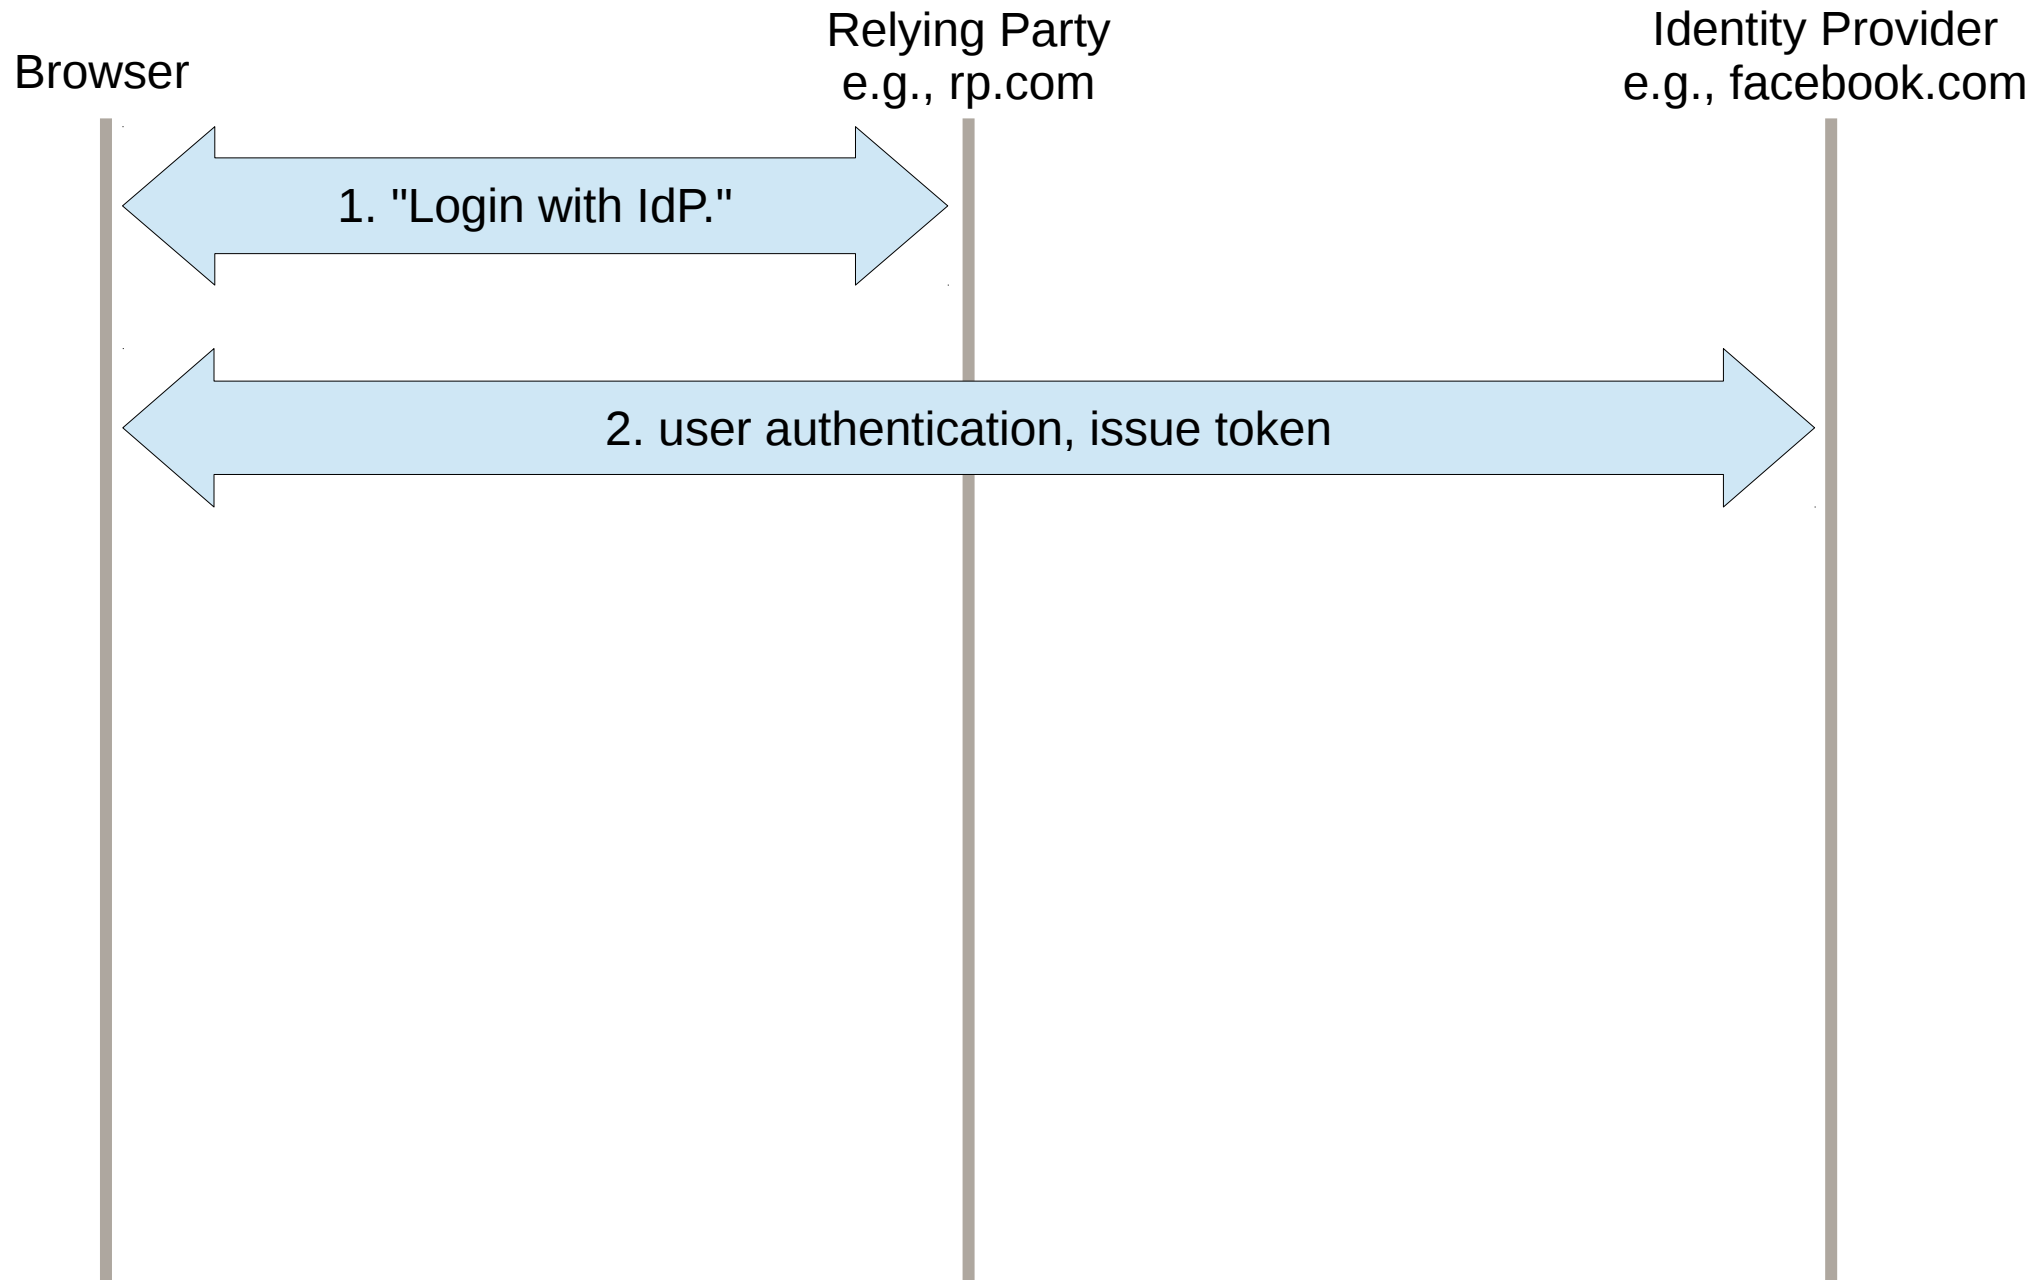 Browser
Relying Party
e.g., rp.com
Identity Provider
e.g., facebook.com
1. "Login with IdP."
2. user authentication, issue token